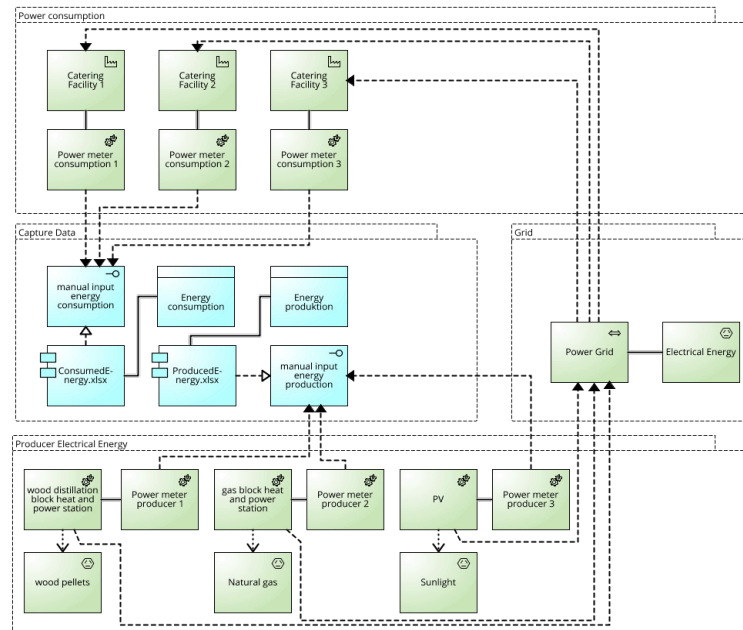 Power consumption
Catering
Facility 1
Catering
Facility 2
Catering
Facility 3
Power meter
consumption 1
Power meter
consumption 2
Power meter
consumption 3
Capture Data
Grid
manual input
energy
consumption
Energy
consumption
Energy
produktion
ConsumedE-
nergy.xlsx
ProducedE-
nergy.xlsx
manual input
energy
production
Power Grid
Electrical Energy
Producer Electrical Energy
wood distillation
block heat and
power station
Power meter
producer 1
gas block heat
and power
station
Power meter
producer 2
PV
Power meter
producer 3
wood pellets
Natural gas
Sunlight